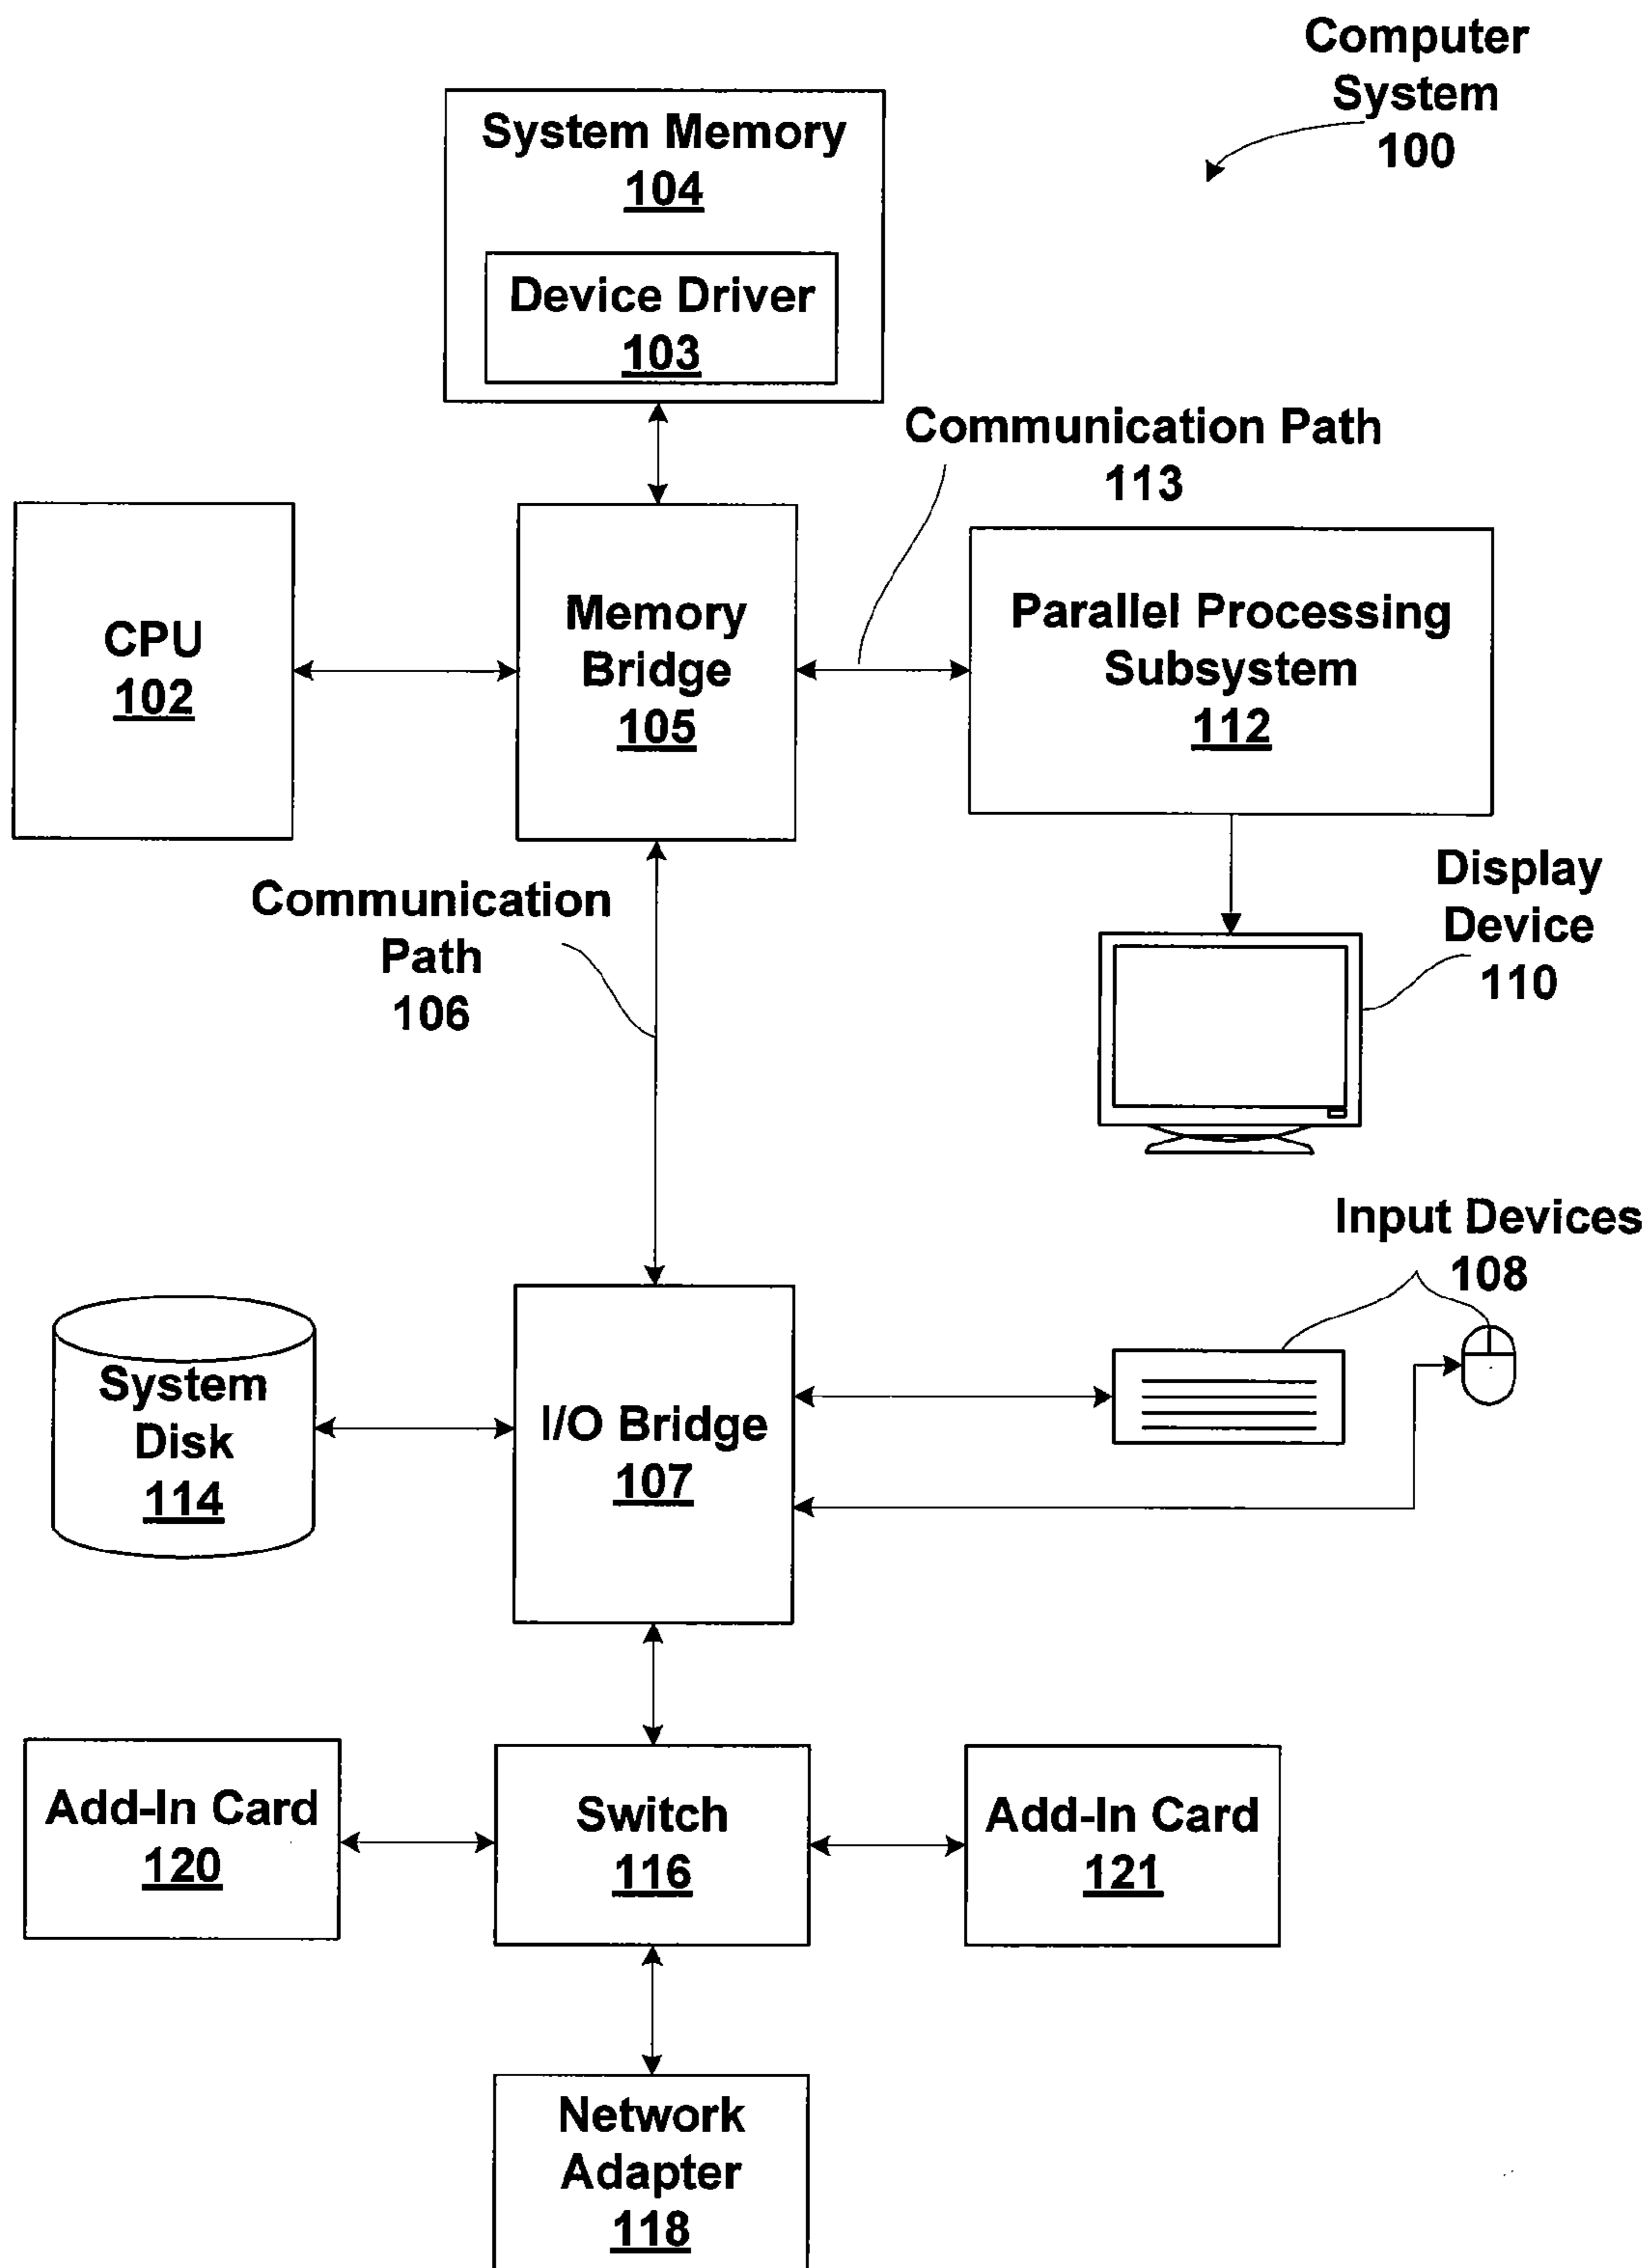 Computer
System
100
System Memory
104
Device Driver
103
Communication Path
113
CPU
102
Memory
Bridge
105
Parallel Processing
Subsystem
112
Communication
Path
106
Display
Device
110
Input Devices
108
System
Disk
114
I/O Bridge
107
Add-In Card
120
Switch
116
Add-In Card
121
Network
Adapter
118